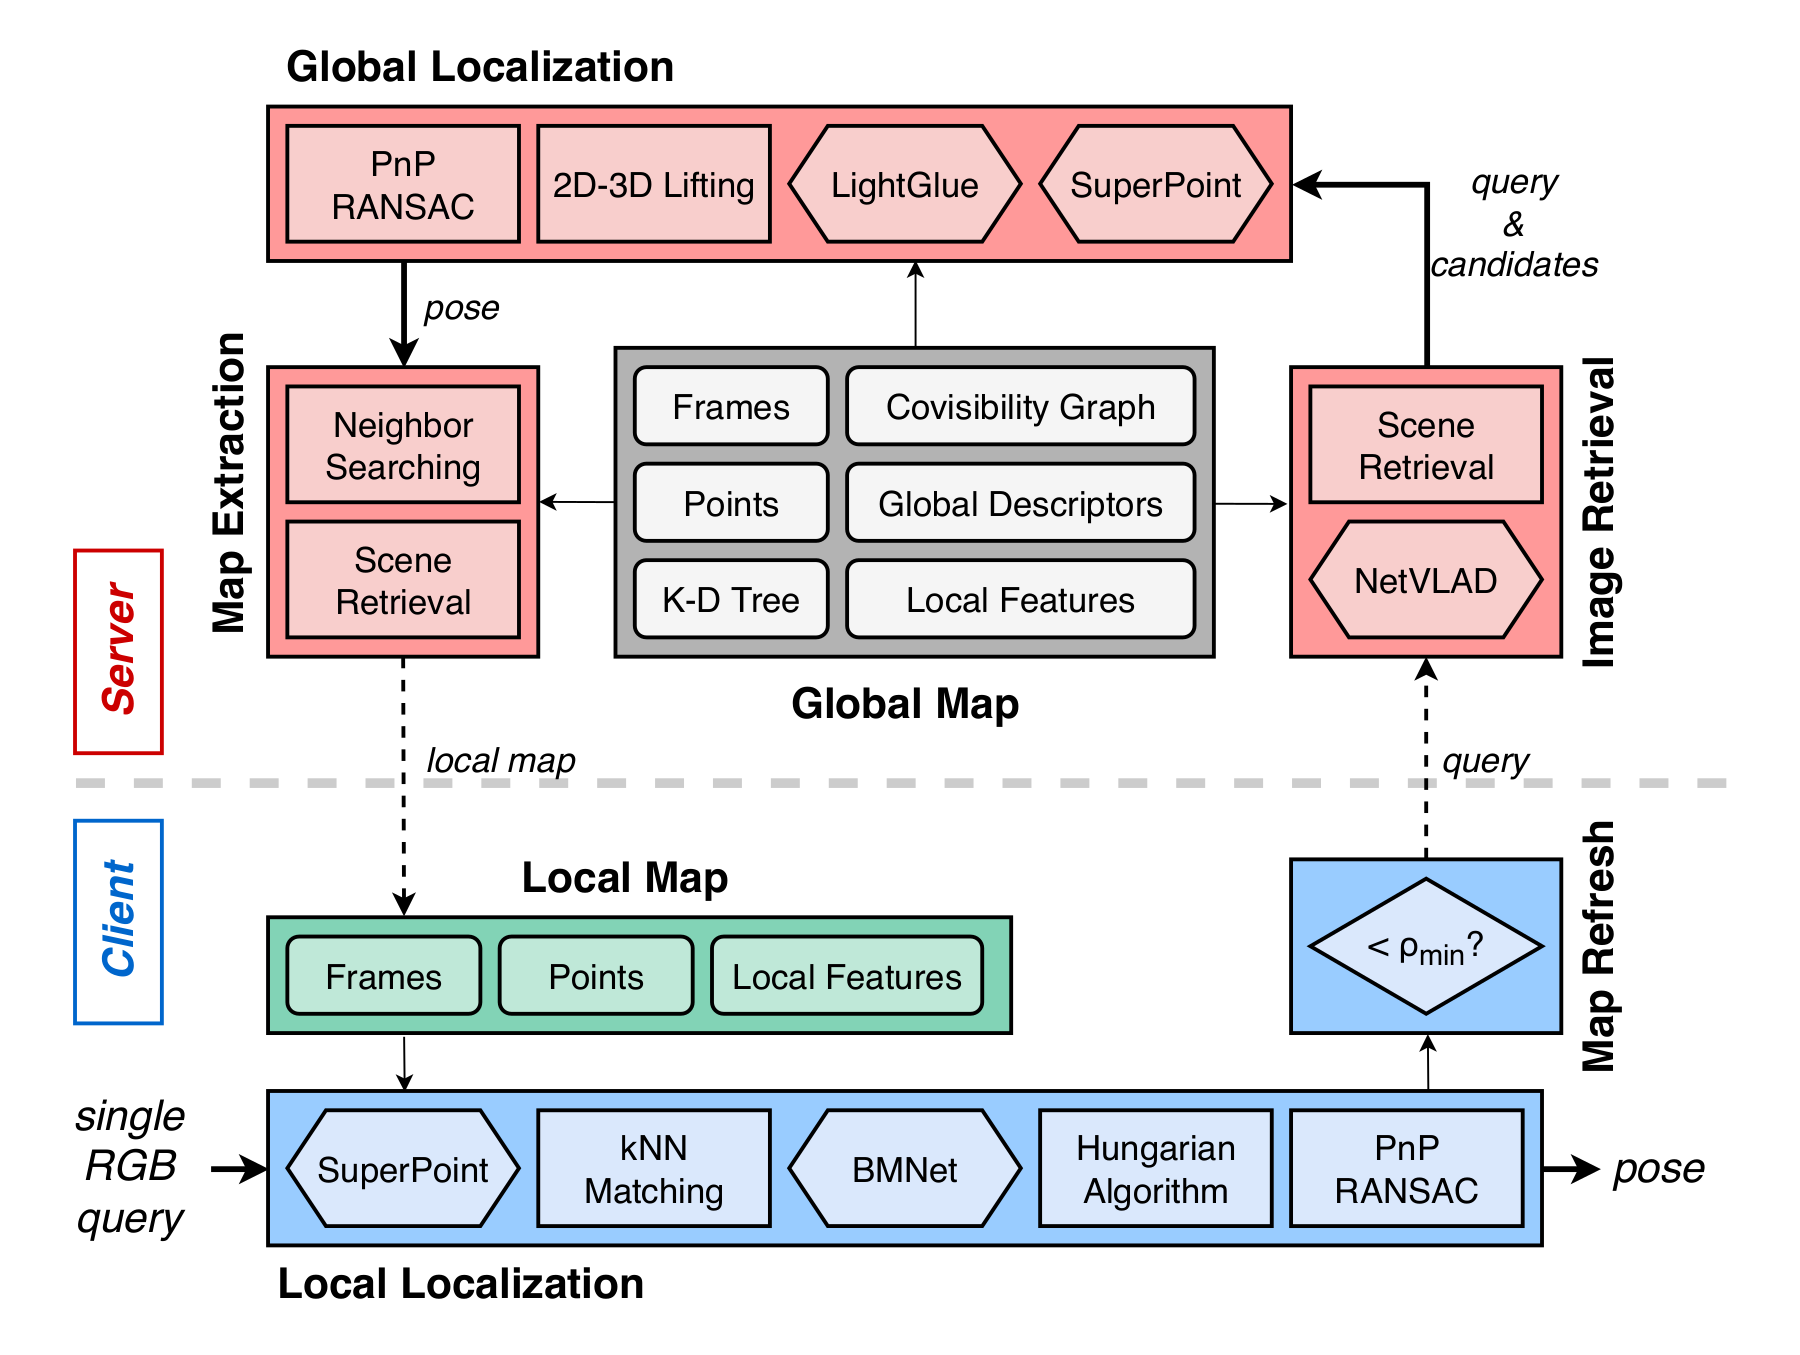 Global Localization
PnP
RANSAC
2D-3D Lifting
LightGlue
SuperPoint
query
&
candidates
pose
Map Extraction
Neighbor
Searching
Scene
Retrieval
Frames
Covisibility Graph
Points
Global Descriptors
K-D Tree
Local Features
Global Map
Scene
Retrieval
NetVLAD
Image Retrieval
Server
local map
query
Client
Local Map
Frames
Points
Local Features
< ρmin?
Map Refresh
single
RGB
query
SuperPoint
kNN
Matching
BMNet
Hungarian
Algorithm
PnP
RANSAC
pose
Local Localization